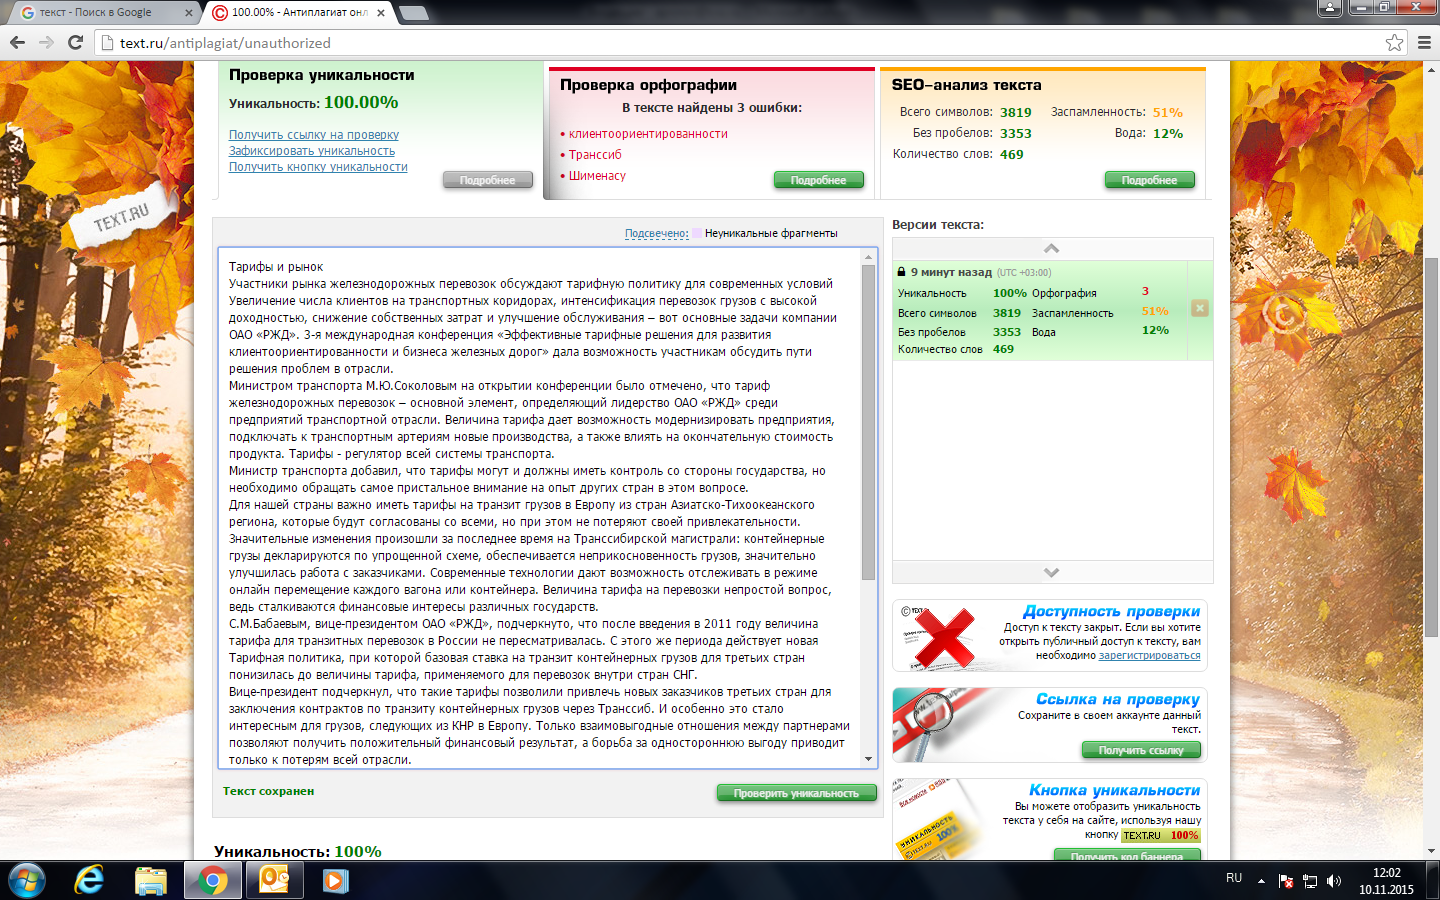 текст - Поиск в Google
100.00% - Антиплагиат онл
text.ru/antiplagiat/unauthorized
Проверка уникальности
Уникальность: 100.00%
Получить ссылку на проверку
Зафиксировать уникальность
Получить кнопку уникальности
Подробнее
Проверка орфографии
В тексте найдены 3 ошибки:
• клиентоориентированности
• Транссиб
• Шименасу
Подробнее
SEO-анализ текста
Всего символов: 3819 Заспамленность: 51%
Без пробелов: 3353 Вода: 12%
Количество слов: 469
Подробнее
TEXT.RU
Подсвечено: Неуникальные фрагменты
Тарифы и рынок
Участники рынка железнодорожных перевозок обсуждают тарифную политику для современных условий
Увеличение числа клиентов на транспортных коридорах, интенсификация перевозок грузов с высокой
доходностью, снижение собственных затрат и улучшение обслуживания – вот основные задачи компании
ОАО «РЖД». 3-я международная конференция «Эффективные тарифные решения для развития
клиентоориентированности и бизнеса железных дорог» дала возможность участникам обсудить пути
решения проблем в отрасли.
Министром транспорта М.Ю.Соколовым на открытии конференции было отмечено, что тариф
железнодорожных перевозок – основной элемент, определяющий лидерство ОАО «РЖД» среди
предприятий транспортной отрасли. Величина тарифа дает возможность модернизировать предприятия,
подключать к транспортным артериям новые производства, а также влиять на окончательную стоимость
продукта. Тарифы - регулятор всей системы транспорта.
Министр транспорта добавил, что тарифы могут и должны иметь контроль со стороны государства, но
необходимо обращать самое пристальное внимание на опыт других стран в этом вопросе.
Для нашей страны важно иметь тарифы на транзит грузов в Европу из стран Азиатско-Тихоокеанского
региона, которые будут согласованы со всеми, но при этом не потеряют своей привлекательности.
Значительные изменения произошли за последнее время на Транссибирской магистрали: контейнерные
грузы декларируются по упрощенной схеме, обеспечивается неприкосновенность грузов, значительно
улучшилась работа с заказчиками. Современные технологии дают возможность отслеживать в режиме
онлайн перемещение каждого вагона или контейнера. Величина тарифа на перевозки непростой вопрос,
ведь сталкиваются финансовые интересы различных государств.
С.М.Бабаевым, вице-президентом ОАО «РЖД», подчеркнуто, что после введения в 2011 году величина
тарифа для транзитных перевозок в России не пересматривалась. С этого же периода действует новая
Тарифная политика, при которой базовая ставка на транзит контейнерных грузов для третьих стран
понизилась до величины тарифа, применяемого для перевозок внутри стран СНГ.
Вице-президент подчеркнул, что такие тарифы позволили привлечь новых заказчиков третьих стран для
заключения контрактов по транзиту контейнерных грузов через Транссиб. И особенно это стало
интересным для грузов, следующих из КНР в Европу. Только взаимовыгодные отношения между партнерами
позволяют получить положительный финансовый результат, а борьба за одностороннюю выгоду приводит
только к потерям всей отрасли.
Текст сохранен
Проверить уникальность
Уникальность: 100%
Версии текста:
9 минут назад (UTC +03:00)
Уникальность 100% Орфография 3
Всего символов 3819 Заспамленность 51%
Без пробелов 3353 Вода 12%
Количество слов 469
Доступность проверки
Доступ к тексту закрыт. Если вы хотите
открыть публичный доступ к тексту, вам
необходимо зарегистрироваться
Ссылка на проверку
Сохраните в своем аккаунте данный
текст.
Получить ссылку
Кнопка уникальности
Вы можете отобразить уникальность
текста у себя на сайте, используя нашу
кнопку TEXT.RU 100%
Получить код баннера
RU
12:02
10.11.2015